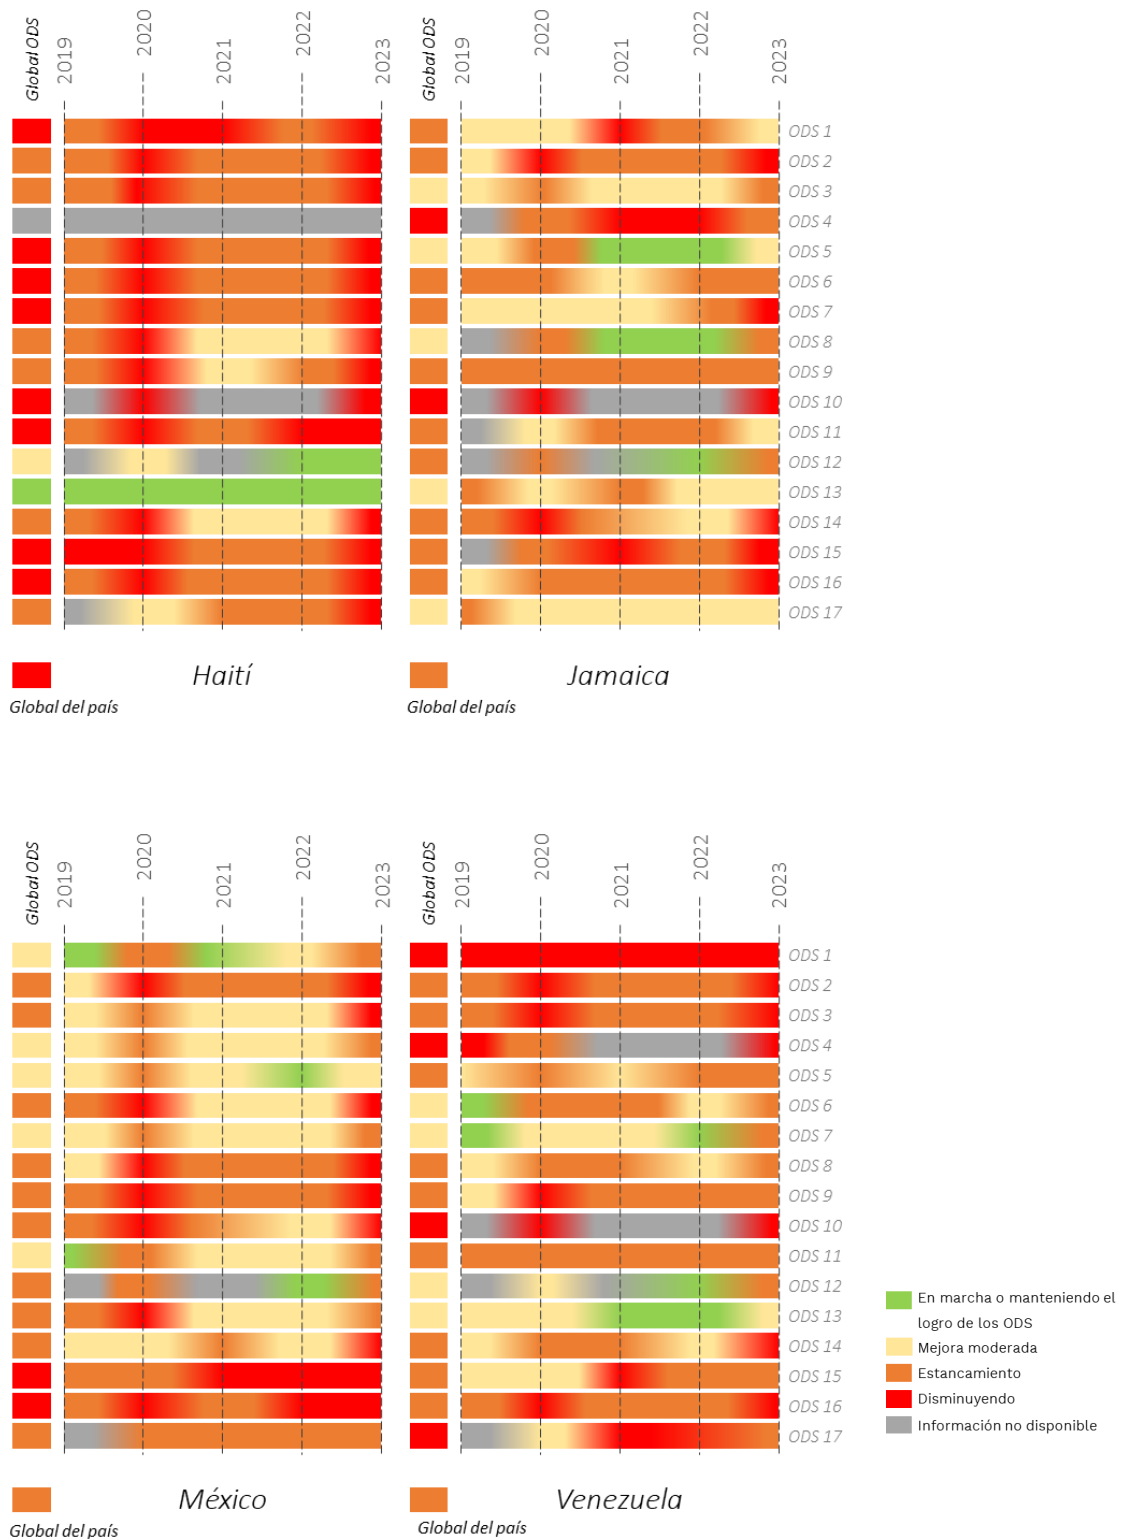 Global ODS
2019
2020
2021
2022
2023
Global ODS
2019
2020
2021
2022
2023
ODS 1
ODS 2
ODS 3
ODS 4
ODS 5
ODS 6
ODS 7
ODS 8
ODS 9
ODS 10
ODS 11
ODS 12
ODS 13
ODS 14
ODS 15
ODS 16
ODS 17
Haití
Global del país
Jamaica
Global del país
Global ODS
2019
2020
2021
2022
2023
Global ODS
2019
2020
2021
2022
2023
ODS 1
ODS 2
ODS 3
ODS 4
ODS 5
ODS 6
ODS 7
ODS 8
ODS 9
ODS 10
ODS 11
ODS 12
ODS 13
ODS 14
ODS 15
ODS 16
ODS 17
México
Global del país
Venezuela
Global del país
En marcha o manteniendo el
logro de los ODS
Mejora moderada
Estancamiento
Disminuyendo
Información no disponible